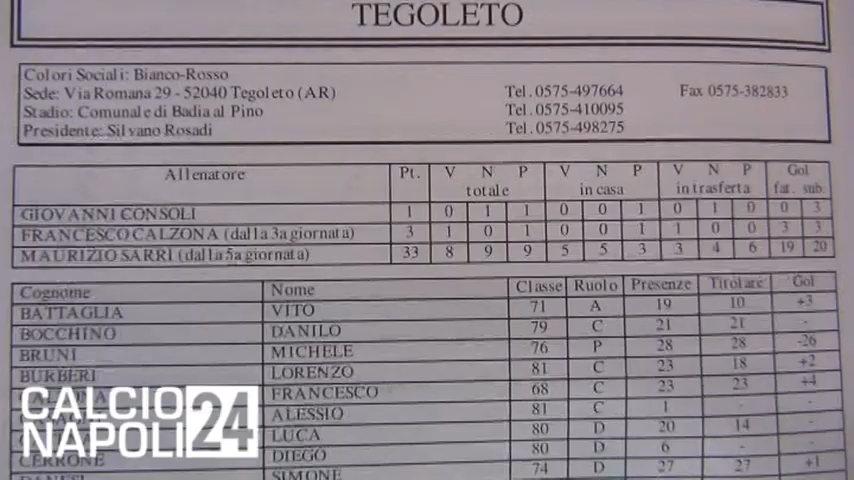 TEGOLETO
Colori Sociali: Bianco-Rosso
Sede: Via Romana 29 - 52040 Tegoleto (AR) Tel. 0575-497664 Fax 0575-382833
Stadio: Comunale di Badia al Pino Tel. 0575-410095
Presidente: Silvano Rosadi Tel. 0575-498275
Allenatore Pt. V N P V N P V N P Gol
totale in casa in trasferta fat. sub.
GIOVANNI CONSOLI 1 0 1 1 0 0 1 0 1 0 0 3
FRANCESCO CALZONA (dalla 3a giornata) 3 1 0 1 0 0 1 1 0 0 3 3
MAURIZIO SARRI (dalla 5a giornata) 33 8 9 9 5 5 3 3 4 6 19 20
Cognome Nome Classe Ruolo Presenze Titolare Gol
BATTAGLIA VITO 71 A 19 10 +3
BOCCHINO DANILO 79 C 21 21 -
BRUNI MICHELE 76 P 28 28 -26
BURBERI LORENZO 81 C 23 18 +2
FRANCESCO 68 C 23 23 +4
ALESSIO 81 C 1 - -
LUCA 80 D 20 14 -
CERRONE DIEGO 80 D 6 - -
DANESI SIMONE 74 D 27 27 +1
CALCIO
NAPOLI 24